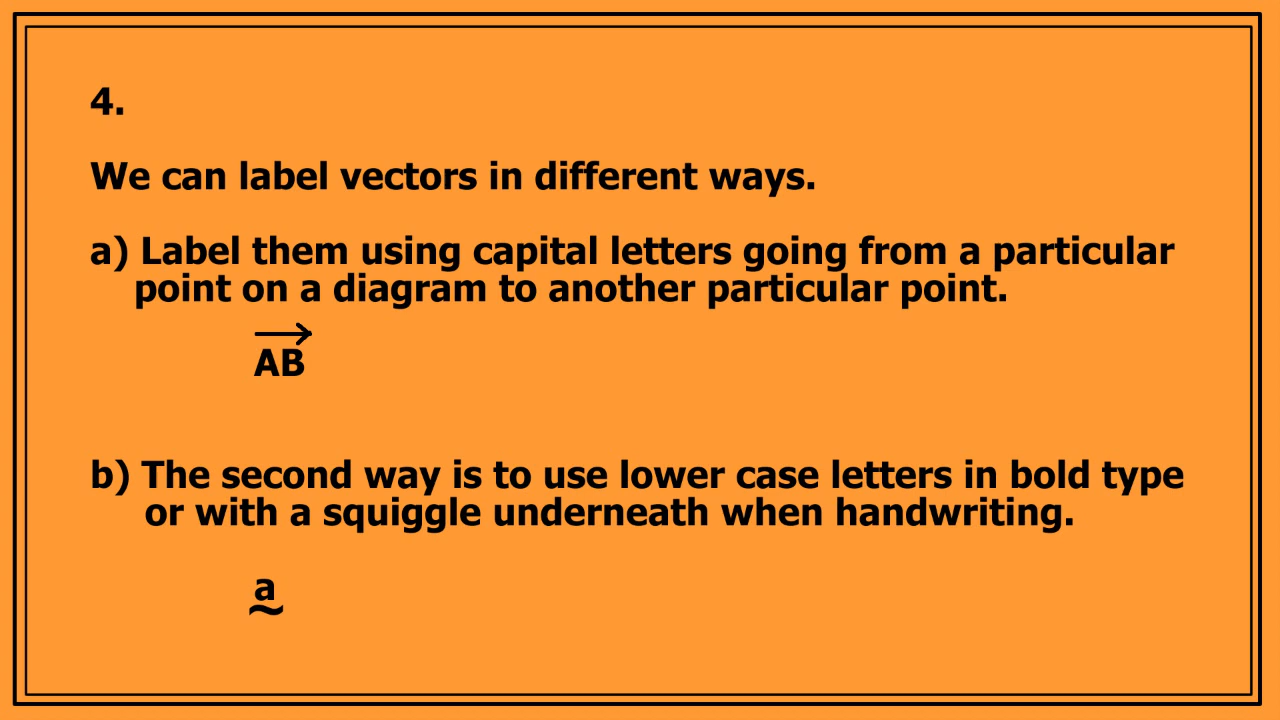 4.
We can label vectors in different ways.
a) Label them using capital letters going from a particular
point on a diagram to another particular point.
AB
b) The second way is to use lower case letters in bold type
or with a squiggle underneath when handwriting.
a